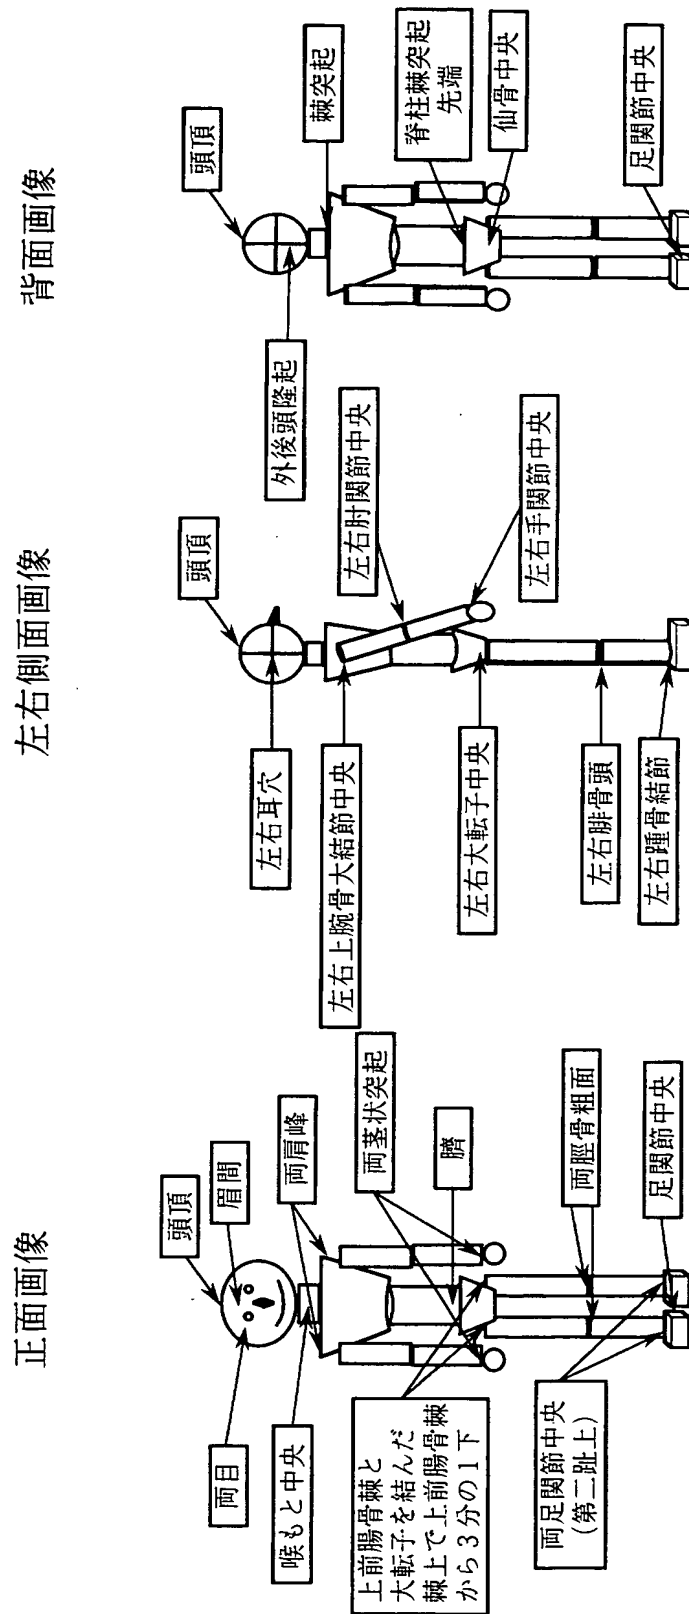 正面画像
頭頂
眉間
両目
喉もと中央
両肩峰
両茎状突起
臍
上前腸骨棘と
大転子を結んだ
棘上で上前腸骨棘
から3分の1下
両脛骨粗面
両足関節中央
(第二趾上)
足関節中央
左右側面画像
頭頂
左右耳穴
左右上腕骨大結節中央
左右肘関節中央
左右手関節中央
左右大転子中央
左右腓骨頭
左右踵骨結節
背面画像
頭頂
外後頭隆起
棘突起
脊柱棘突起
先端
仙骨中央
足関節中央